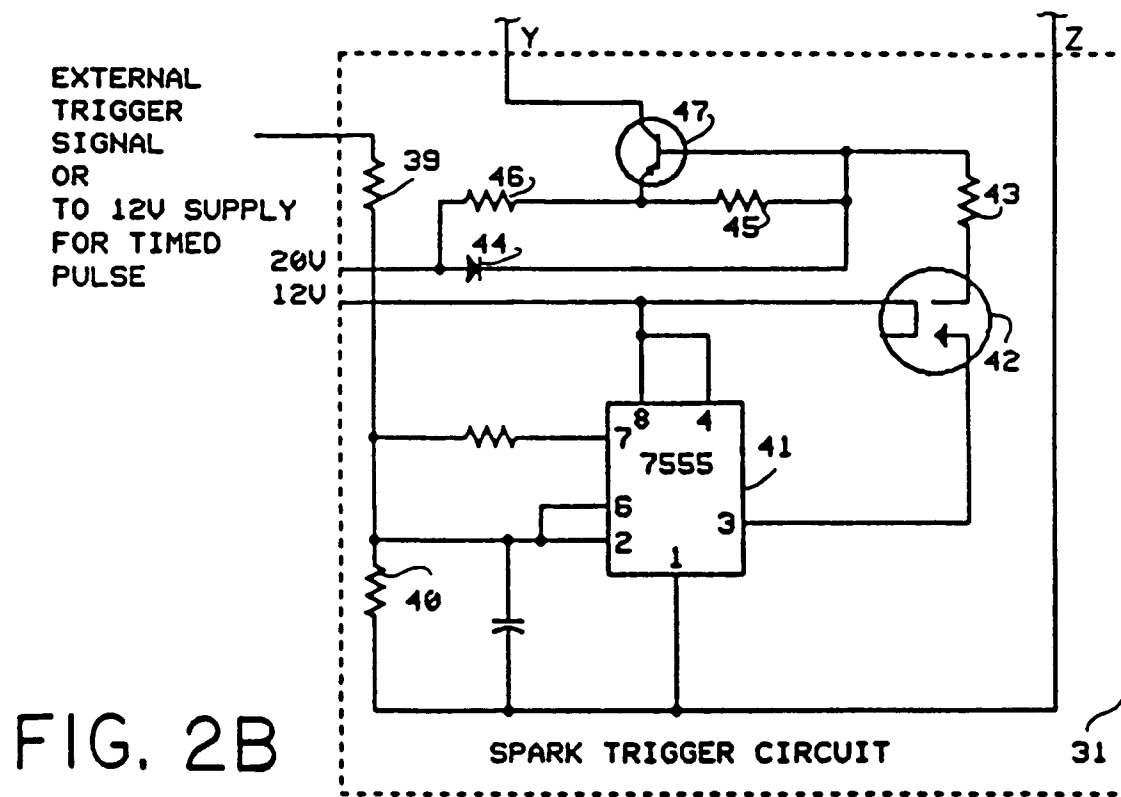 Y
Z
EXTERNAL
TRIGGER
SIGNAL
OR
TO 12V SUPPLY
FOR TIMED
PULSE
39
47
46
45
43
44
20V
12V
42
8
4
7
7555
41
6
3
2
1
40
FIG. 2B
SPARK TRIGGER CIRCUIT
31